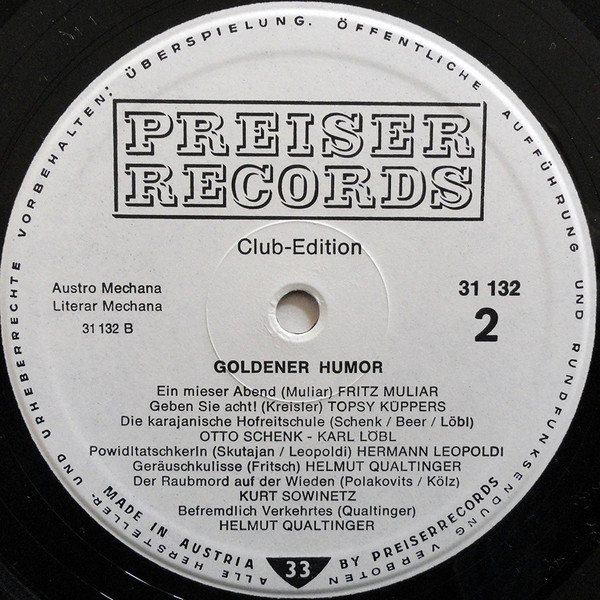 ALLE HERSTELLER- UND URHEBERRECHTE VORBEHALTEN: ÜBERSPIELUNG. ÖFFENTLICHE AUFFÜHRUNG UND RUNDFUNKSENDUNG VERBOTEN
PREISER
RECORDS
Club-Edition
Austro Mechana
Literar Mechana
31 132 B
31 132
2
GOLDENER HUMOR
Ein mieser Abend (Muliar) FRITZ MULIAR
Geben Sie acht! (Kreisler) TOPSY KÜPPERS
Die karajanische Hofreitschule (Schenk / Beer / Löbl)
OTTO SCHENK - KARL LÖBL
Powidltatschkerln (Skutajan / Leopoldi) HERMANN LEOPOLDI
Geräuschkulisse (Fritsch) HELMUT QUALTINGER
Der Raubmord auf der Wieden (Polakovits / Kölz)
KURT SOWINETZ
Befremdlich Verkehrtes (Qualtinger)
HELMUT QUALTINGER
MADE IN AUSTRIA 33 BY PREISERRECORDS